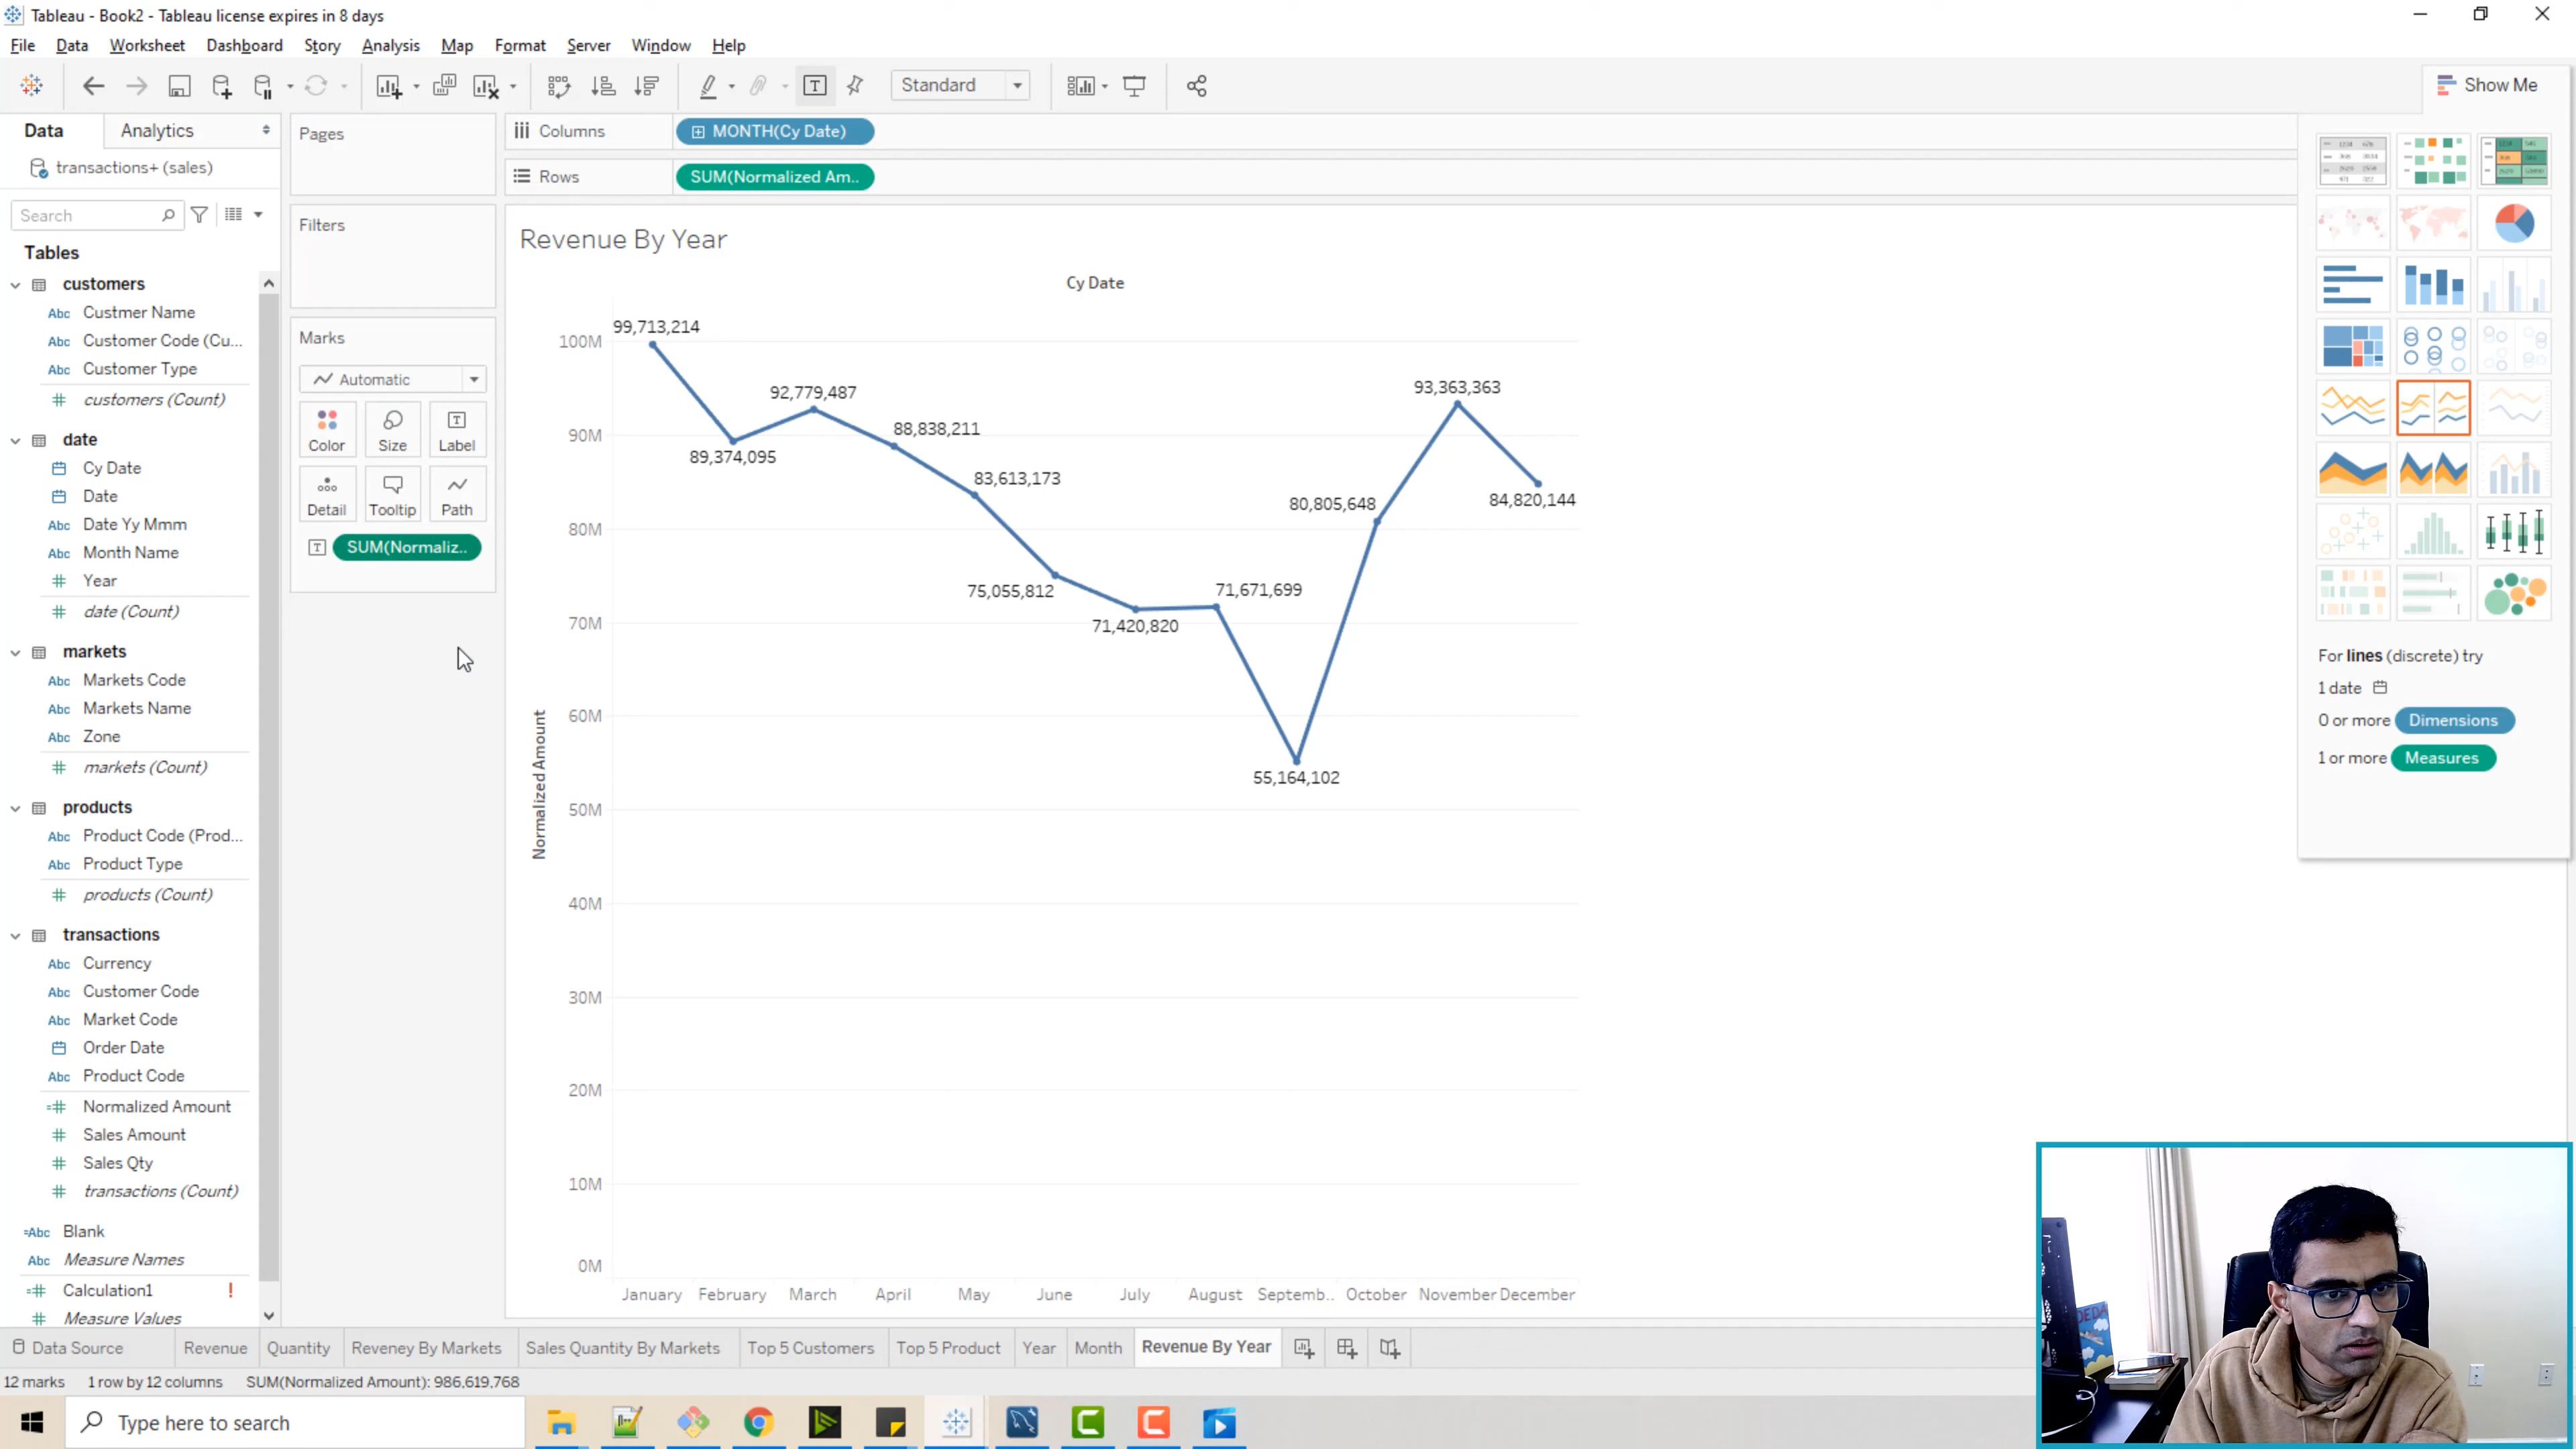 Tableau - Book2 - Tableau license expires in 8 days
File Data Worksheet Dashboard Story Analysis Map Format Server Window Help
Standard
Show Me
Data Analytics
transactions+ (sales)
Search
Tables
customers
Custmer Name
Customer Code (Cu...
Customer Type
customers (Count)
date
Cy Date
Date
Date Yy Mmm
Month Name
Year
date (Count)
markets
Markets Code
Markets Name
Zone
markets (Count)
products
Product Code (Prod...
Product Type
products (Count)
transactions
Currency
Customer Code
Market Code
Order Date
Product Code
Normalized Amount
Sales Amount
Sales Qty
transactions (Count)
Blank
Measure Names
Calculation1 !
Measure Values
Pages
Filters
Marks
Automatic
Color Size Label
Detail Tooltip Path
SUM(Normaliz..
Columns MONTH(Cy Date)
Rows SUM(Normalized Am..
Revenue By Year
Cy Date
Normalized Amount
100M
90M
80M
70M
60M
50M
40M
30M
20M
10M
0M
99,713,214
89,374,095
92,779,487
88,838,211
83,613,173
75,055,812
71,420,820
71,671,699
55,164,102
80,805,648
93,363,363
84,820,144
January February March April May June July August Septemb.. October November December
For lines (discrete) try
1 date
0 or more Dimensions
1 or more Measures
Data Source Revenue Quantity Reveney By Markets Sales Quantity By Markets Top 5 Customers Top 5 Product Year Month Revenue By Year
12 marks 1 row by 12 columns SUM(Normalized Amount): 986,619,768
Type here to search